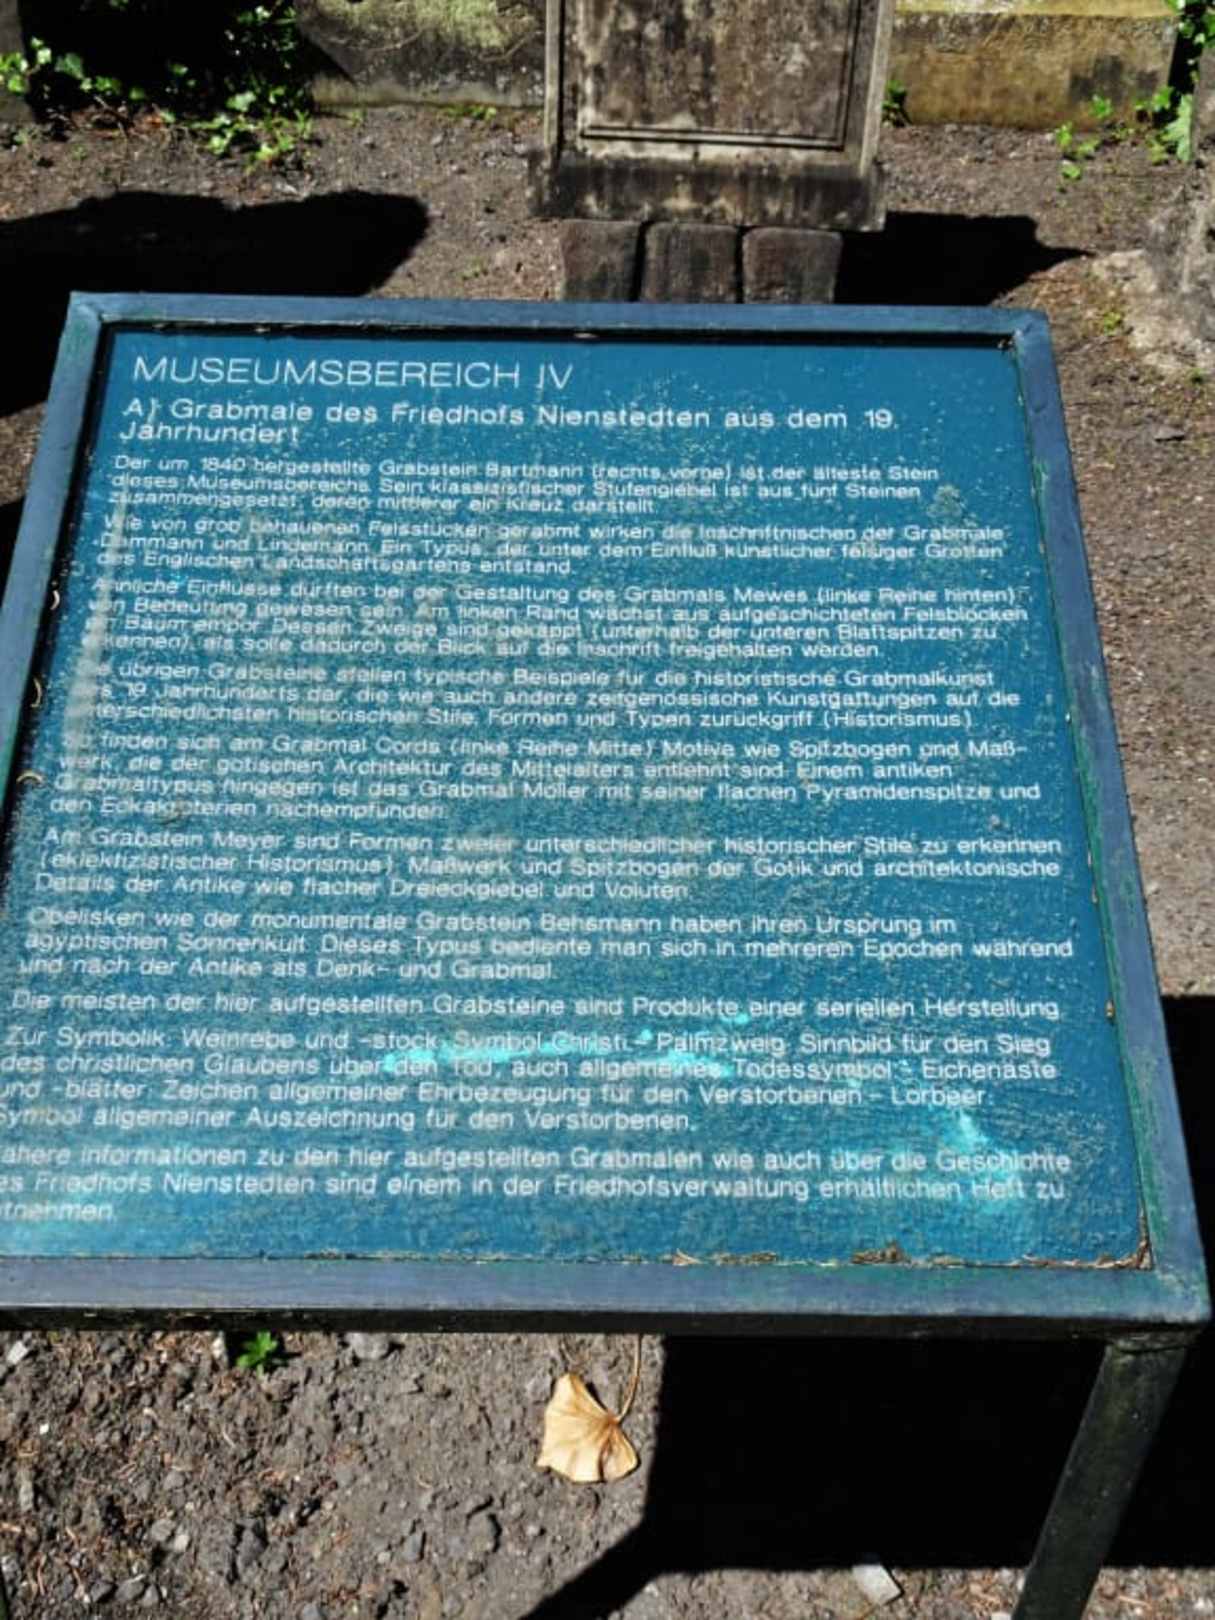 MUSEUMSBEREICH IV
A) Grabmale des Friedhofs Nienstedten aus dem 19.
Jahrhundert
Der um 1840 hergestellte Grabstein Bartmann (rechts vorne) ist der älteste Stein
dieses Museumsbereichs. Sein klassizistischer Stufengiebel ist aus fünf Steinen
zusammengesetzt, deren mittlerer ein Kreuz darstellt.
Wie von grob behauenen Felsstücken gerahmt wirken die Inschriftnischen der Grabmale
Dammann und Lindemann. Ein Typus, der unter dem Einfluß künstlicher felsiger Grotten
des Englischen Landschaftsgartens entstand.
Ähnliche Einflüsse dürften bei der Gestaltung des Grabmals Mewes (linke Reihe hinten)
von Bedeutung gewesen sein. Am linken Rand wächst aus aufgeschichteten Felsblöcken
ein Baum empor. Dessen Zweige sind gekappt (unterhalb der unteren Blattspitzen zu
erkennen), als solle dadurch der Blick auf die Inschrift freigehalten werden.
übrigen Grabsteine stellen typische Beispiele für die historistische Grabmalkunst
19. Jahrhunderts dar, die wie auch andere zeitgenössische Kunstgattungen auf die
unterschiedlichsten historischen Stile, Formen und Typen zurückgriff (Historismus).
So finden sich am Grabmal Cords (linke Reihe Mitte) Motive wie Spitzbogen und Maß-
werk, die der gotischen Architektur des Mittelalters entlehnt sind. Einem antiken
Grabmaltypus hingegen ist das Grabmal Möller mit seiner flachen Pyramidenspitze und
den Eckakroterien nachempfunden.
Am Grabstein Meyer sind Formen zweier unterschiedlicher historischer Stile zu erkennen
(eklektizistischer Historismus): Maßwerk und Spitzbogen der Gotik und architektonische
Details der Antike wie flacher Dreieckgiebel und Voluten.
Obelisken wie der monumentale Grabstein Behsmann haben ihren Ursprung im
ägyptischen Sonnenkult. Dieses Typus bediente man sich in mehreren Epochen während
und nach der Antike als Denk- und Grabmal.
Die meisten der hier aufgestellten Grabsteine sind Produkte einer seriellen Herstellung.
Zur Symbolik: Weinrebe und -stock: Symbol Christi. - Palmzweig: Sinnbild für den Sieg
des christlichen Glaubens über den Tod, auch allgemeines Todessymbol. - Eichenäste
und -blätter: Zeichen allgemeiner Ehrbezeugung für den Verstorbenen - Lorbeer:
Symbol allgemeiner Auszeichnung für den Verstorbenen.
ähere Informationen zu den hier aufgestellten Grabmalen wie auch über die Geschichte
es Friedhofs Nienstedten sind einem in der Friedhofsverwaltung erhältlichen Heft zu
tnehmen.